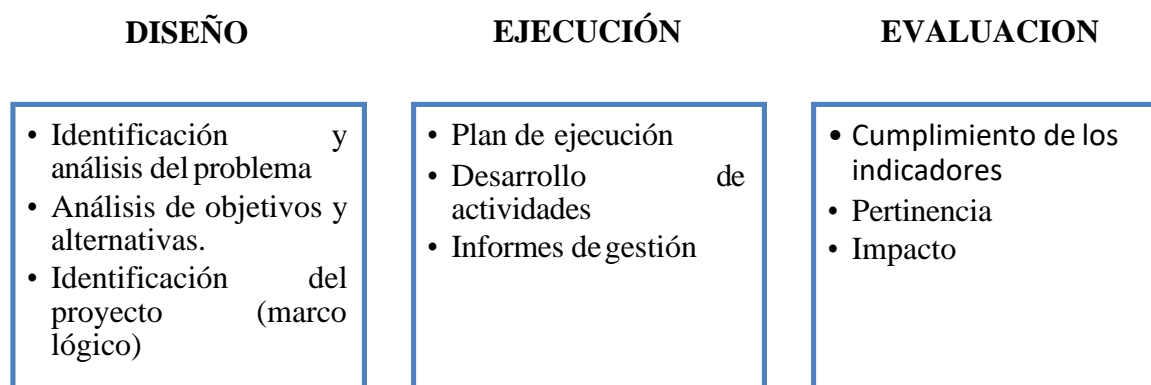 DISEÑO
• Identificación y
análisis del problema
• Análisis de objetivos y
alternativas.
• Identificación del
proyecto (marco
lógico)
EJECUCIÓN
• Plan de ejecución
• Desarrollo de
actividades
• Informes de gestión
EVALUACION
• Cumplimiento de los
indicadores
• Pertinencia
• Impacto